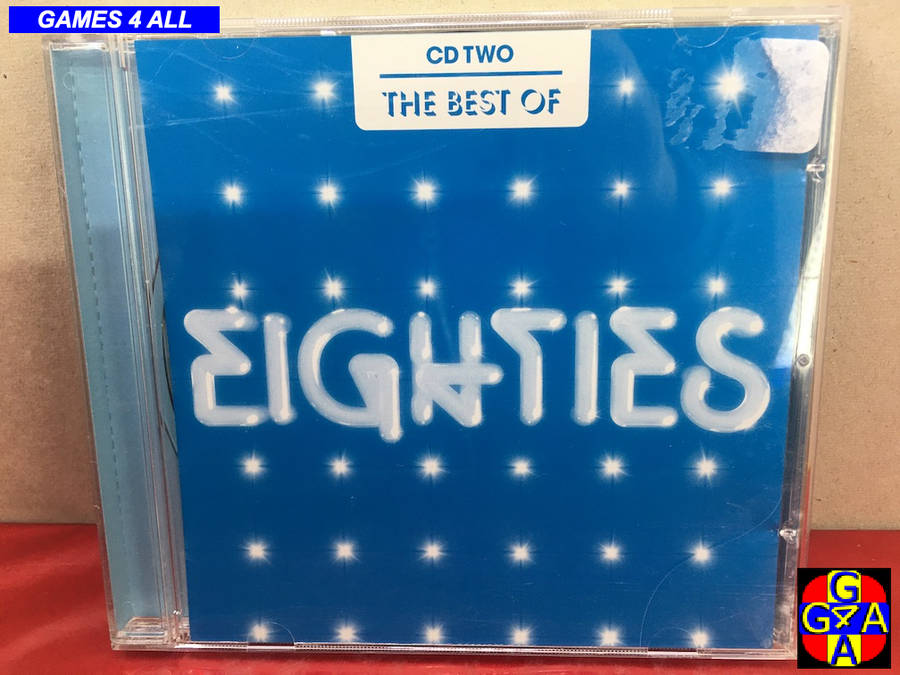 GAMES 4 ALL
CD TWO
THE BEST OF
EIGHTIES
G
G4A
A